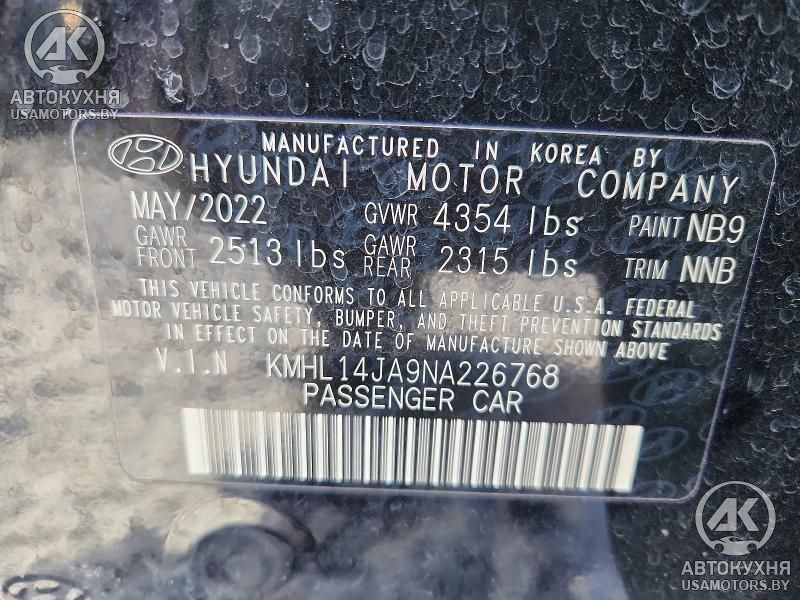 AK
АВТОКУХНЯ
USAMOTORS.BY
MANUFACTURED IN KOREA BY
HYUNDAI MOTOR COMPANY
MAY/2022 GVWR 4354 lbs PAINT NB9
GAWR FRONT 2513 lbs GAWR REAR 2315 lbs TRIM NNB
THIS VEHICLE CONFORMS TO ALL APPLICABLE U.S.A. FEDERAL
MOTOR VEHICLE SAFETY, BUMPER, AND THEFT PREVENTION STANDARDS
IN EFFECT ON THE DATE OF MANUFACTURE SHOWN ABOVE
V.I.N KMHL14JA9NA226768
PASSENGER CAR
AK
АВТОКУХНЯ
USAMOTORS.BY